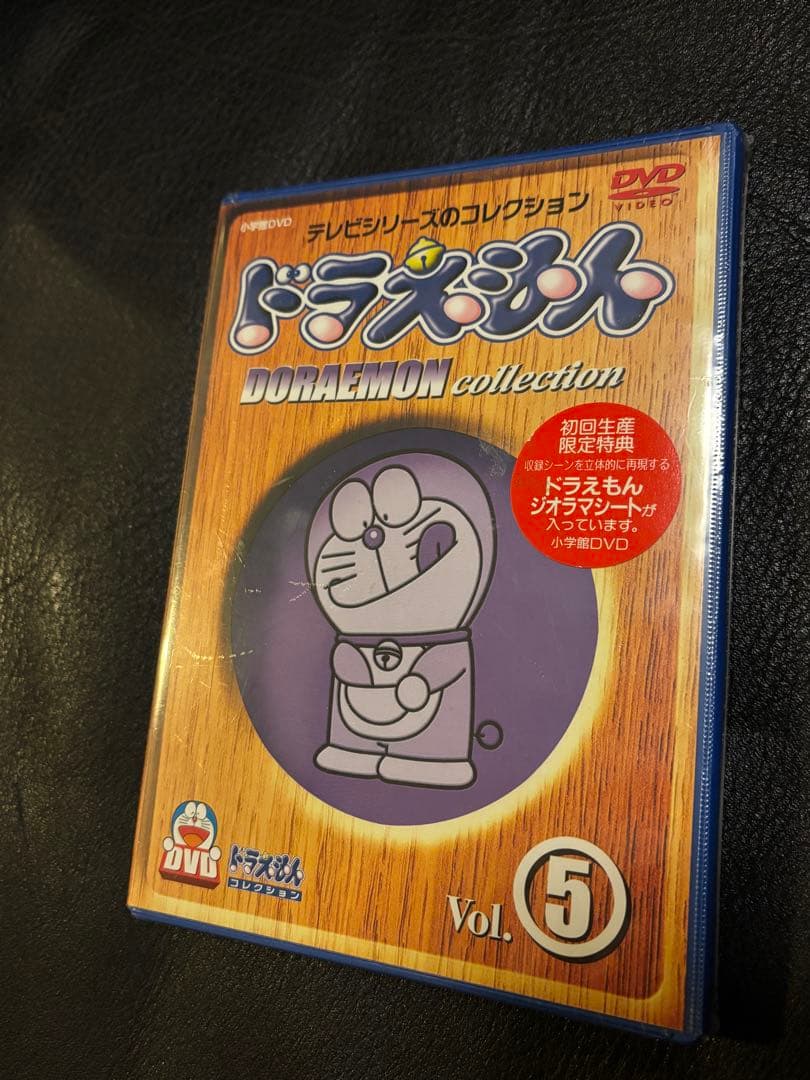 小学館DVD
テレビシリーズのコレクション
DVD
VIDEO
ドラえもん
DORAEMON collection
初回生産
限定特典
収録シーンを立体的に再現する
ドラえもん
ジオラマシートが
入っています。
小学館DVD
DVD
ドラえもん
コレクション
Vol. 5